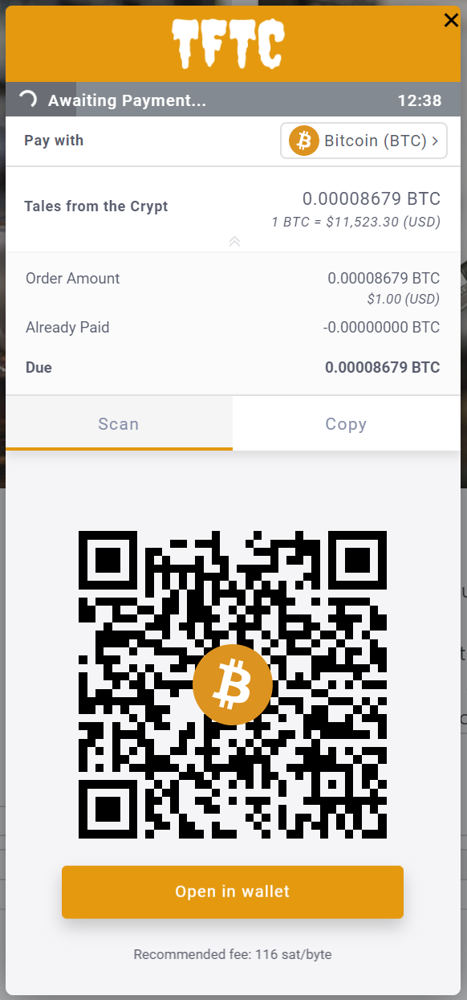 TFTC
Awaiting Payment... 12:38
Pay with Bitcoin (BTC)
Tales from the Crypt 0.00008679 BTC
1 BTC = $11,523.30 (USD)
Order Amount 0.00008679 BTC
$1.00 (USD)
Already Paid -0.00000000 BTC
Due 0.00008679 BTC
Scan Copy
Open in wallet
Recommended fee: 116 sat/byte